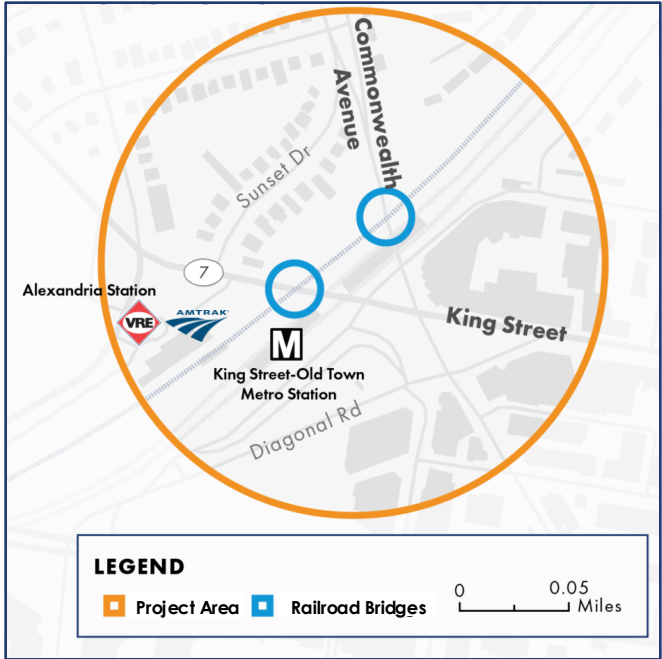 Commonwealth
Avenue
Sunset Dr
7
Alexandria Station
VRE
AMTRAK
King Street
M
King Street-Old Town
Metro Station
Diagonal Rd
LEGEND
Project Area
Railroad Bridges
0 0.05
Miles